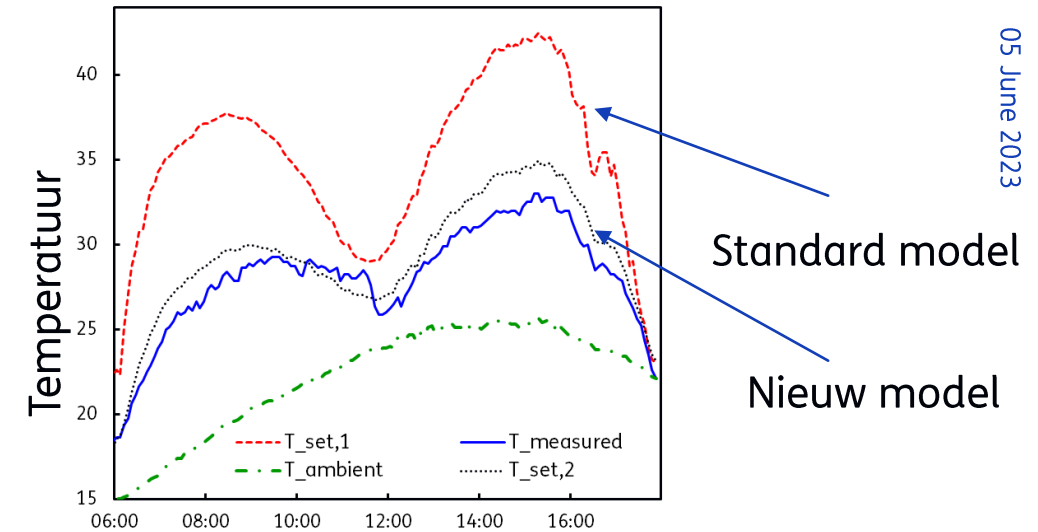 40
35
30
25
20
15
Temperatuur
06:00 08:00 10:00 12:00 14:00 16:00
T_set,1
T_measured
T_ambient
T_set,2
05 June 2023
Standard model
Nieuw model